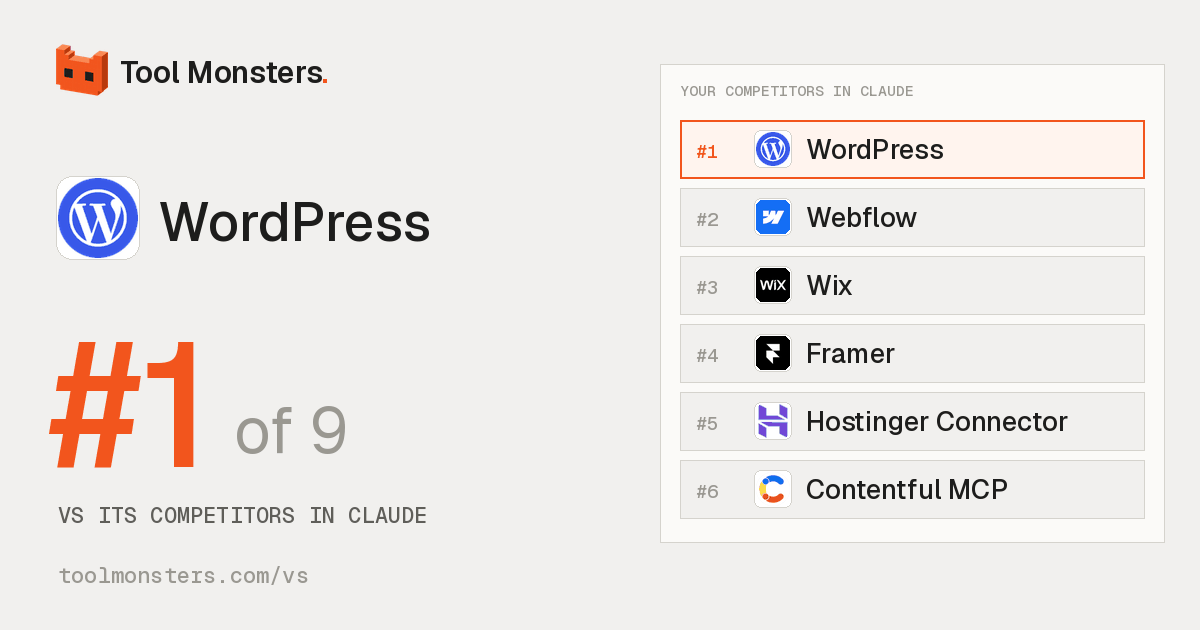 Tool Monsters.
WordPress
#1 of 9
VS ITS COMPETITORS IN CLAUDE
toolmonsters.com/vs
YOUR COMPETITORS IN CLAUDE
#1 WordPress
#2 Webflow
#3 WiX Wix
#4 Framer
#5 Hostinger Connector
#6 Contentful MCP